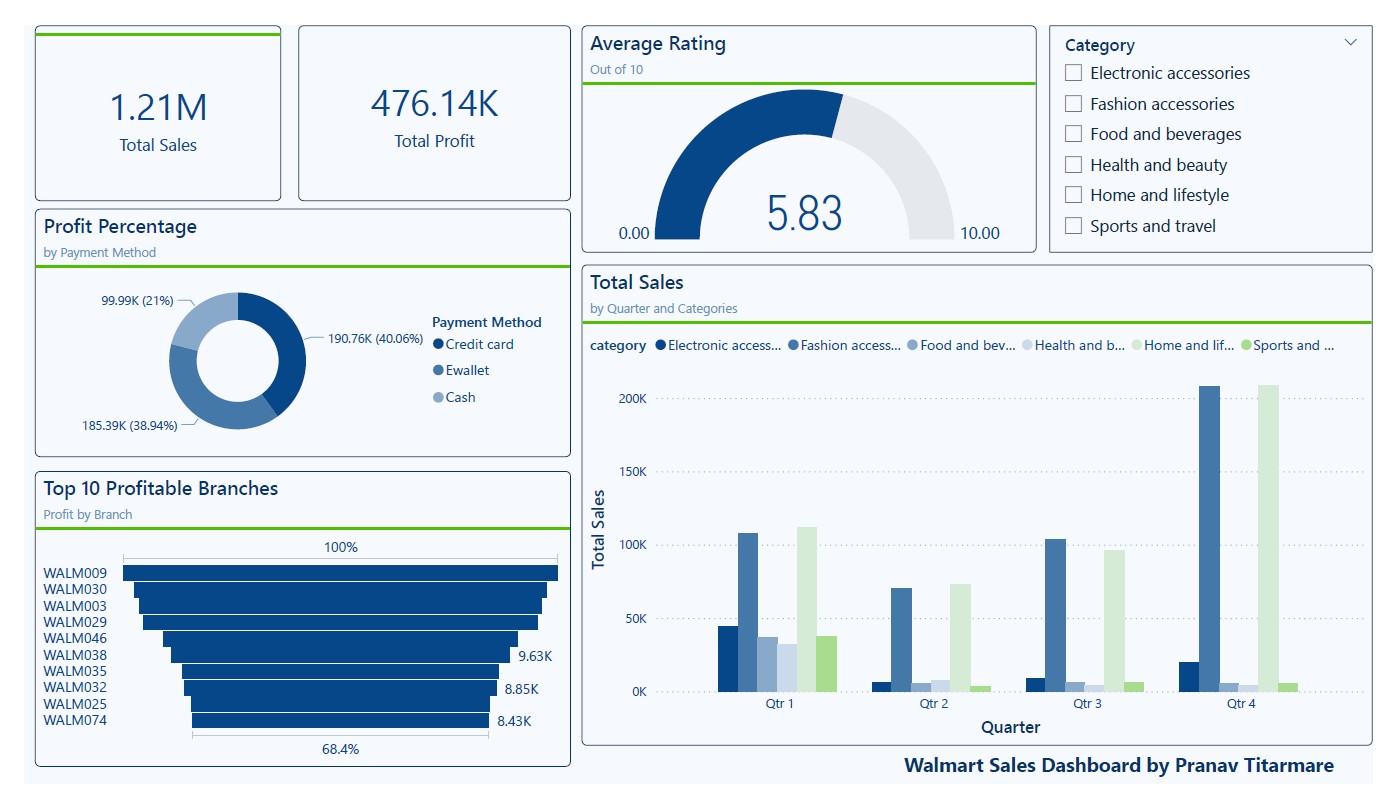 1.21M
Total Sales
476.14K
Total Profit
Average Rating
Out of 10
5.83
0.00
10.00
Category
Electronic accessories
Fashion accessories
Food and beverages
Health and beauty
Home and lifestyle
Sports and travel
Profit Percentage
by Payment Method
99.99K (21%)
190.76K (40.06%)
185.39K (38.94%)
Payment Method
Credit card
Ewallet
Cash
Top 10 Profitable Branches
Profit by Branch
100%
WALM009
WALM030
WALM003
WALM029
WALM046
WALM038 9.63K
WALM035
WALM032 8.85K
WALM025
WALM074 8.43K
68.4%
Total Sales
by Quarter and Categories
category Electronic access... Fashion access... Food and bev... Health and b... Home and lif... Sports and ...
Total Sales
200K
150K
100K
50K
0K
Qtr 1 Qtr 2 Qtr 3 Qtr 4
Quarter
Walmart Sales Dashboard by Pranav Titarmare